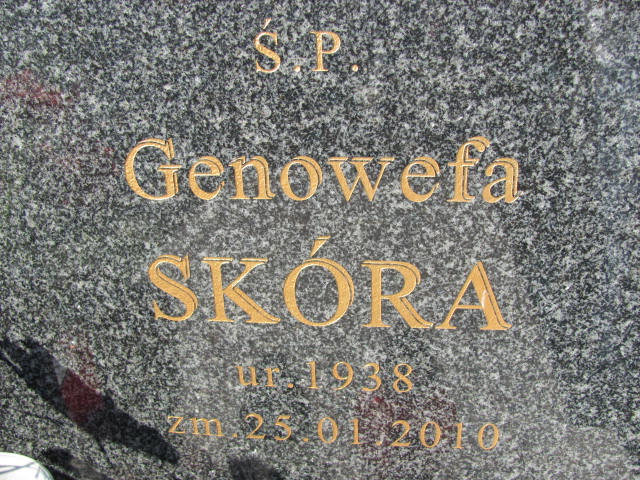 Ś.P.
Genowefa
SKÓRA
ur.1938
zm.25.01.2010